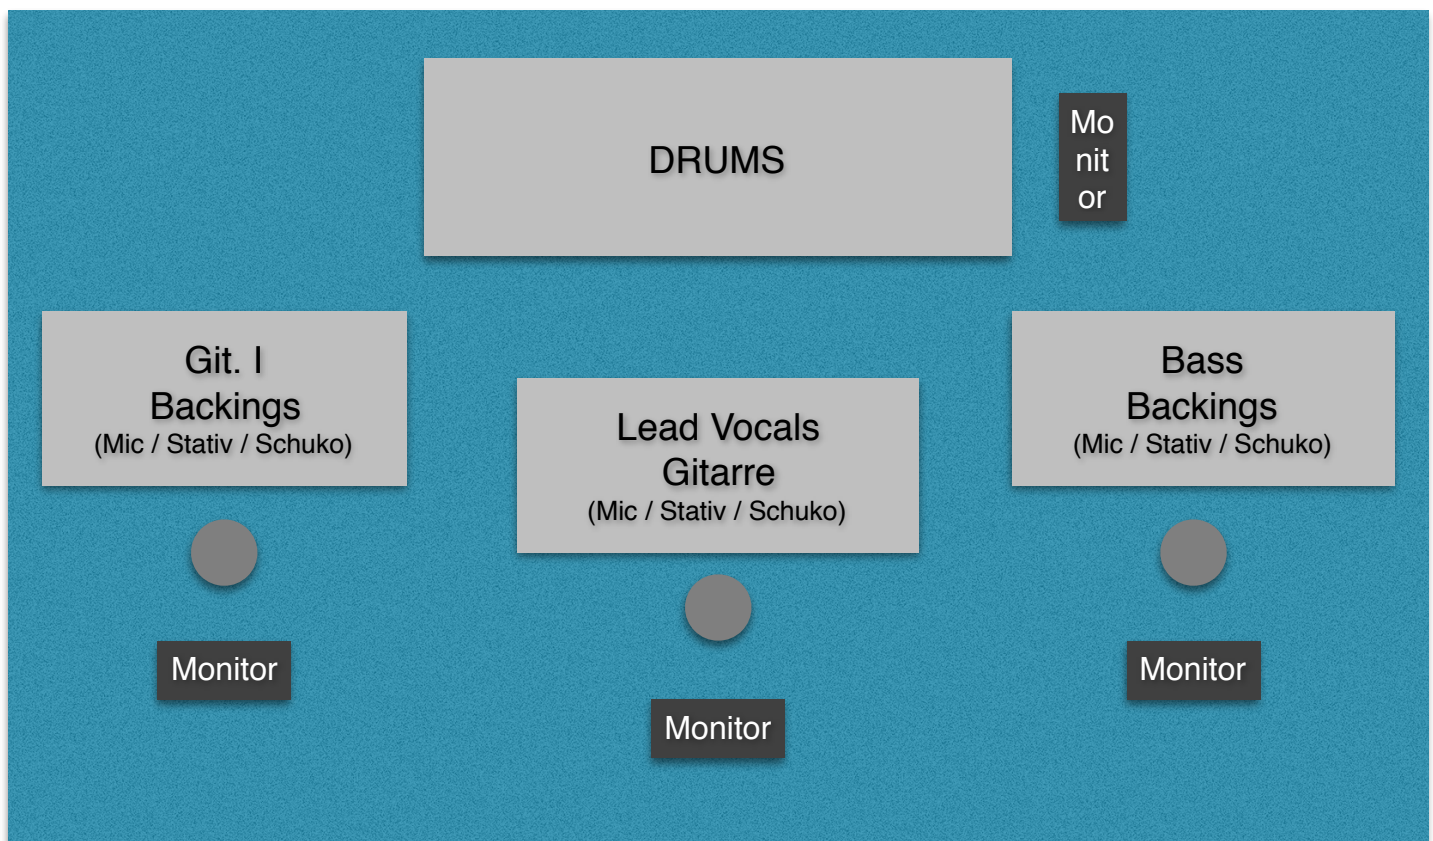 DRUMS
Mo
nit
or
Git. I
Backings
(Mic / Stativ / Schuko)
Lead Vocals
Gitarre
(Mic / Stativ / Schuko)
Bass
Backings
(Mic / Stativ / Schuko)
Monitor
Monitor
Monitor